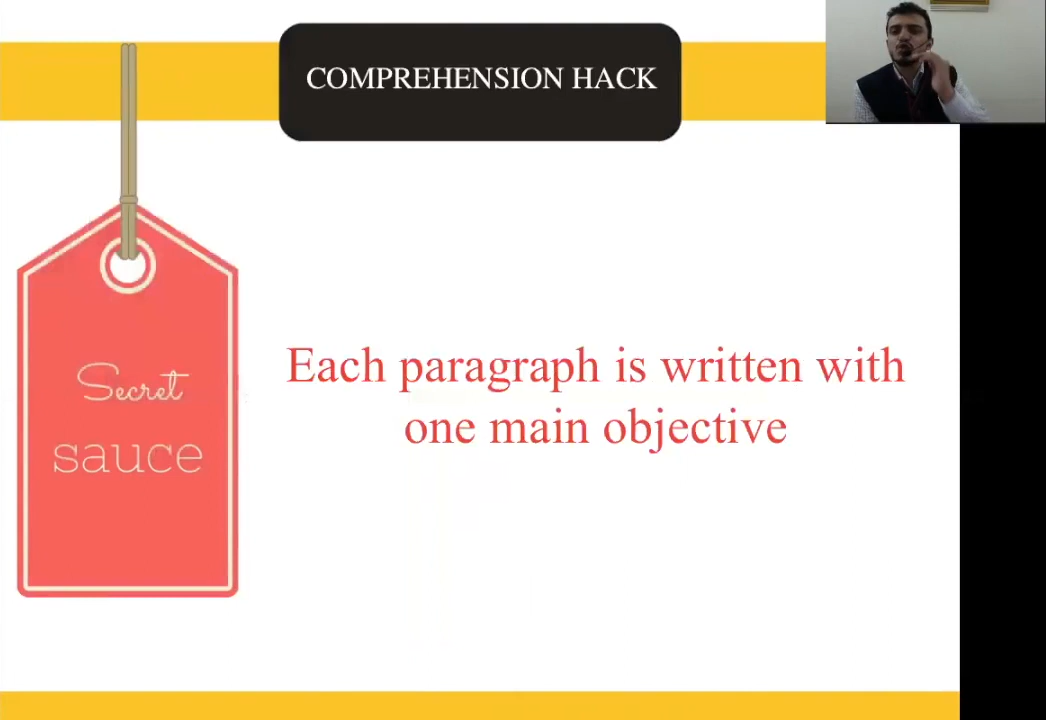 COMPREHENSION HACK
Secret
sauce
Each paragraph is written with
one main objective